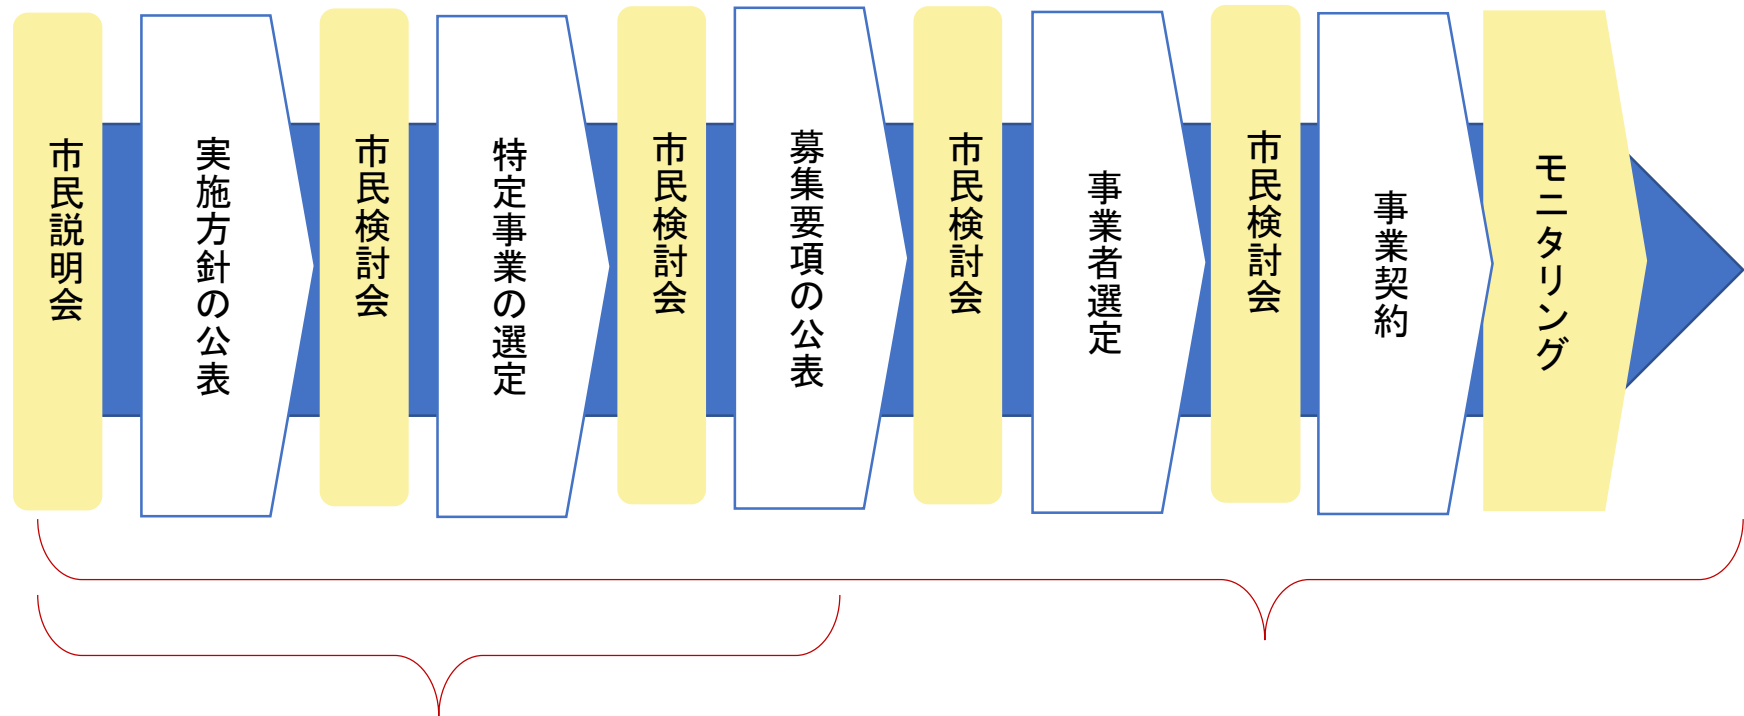 市民説明会
実施方針の公表
市民検討会
特定事業の選定
市民検討会
募集要項の公表
市民検討会
事業者選定
市民検討会
事業契約
モニタリング